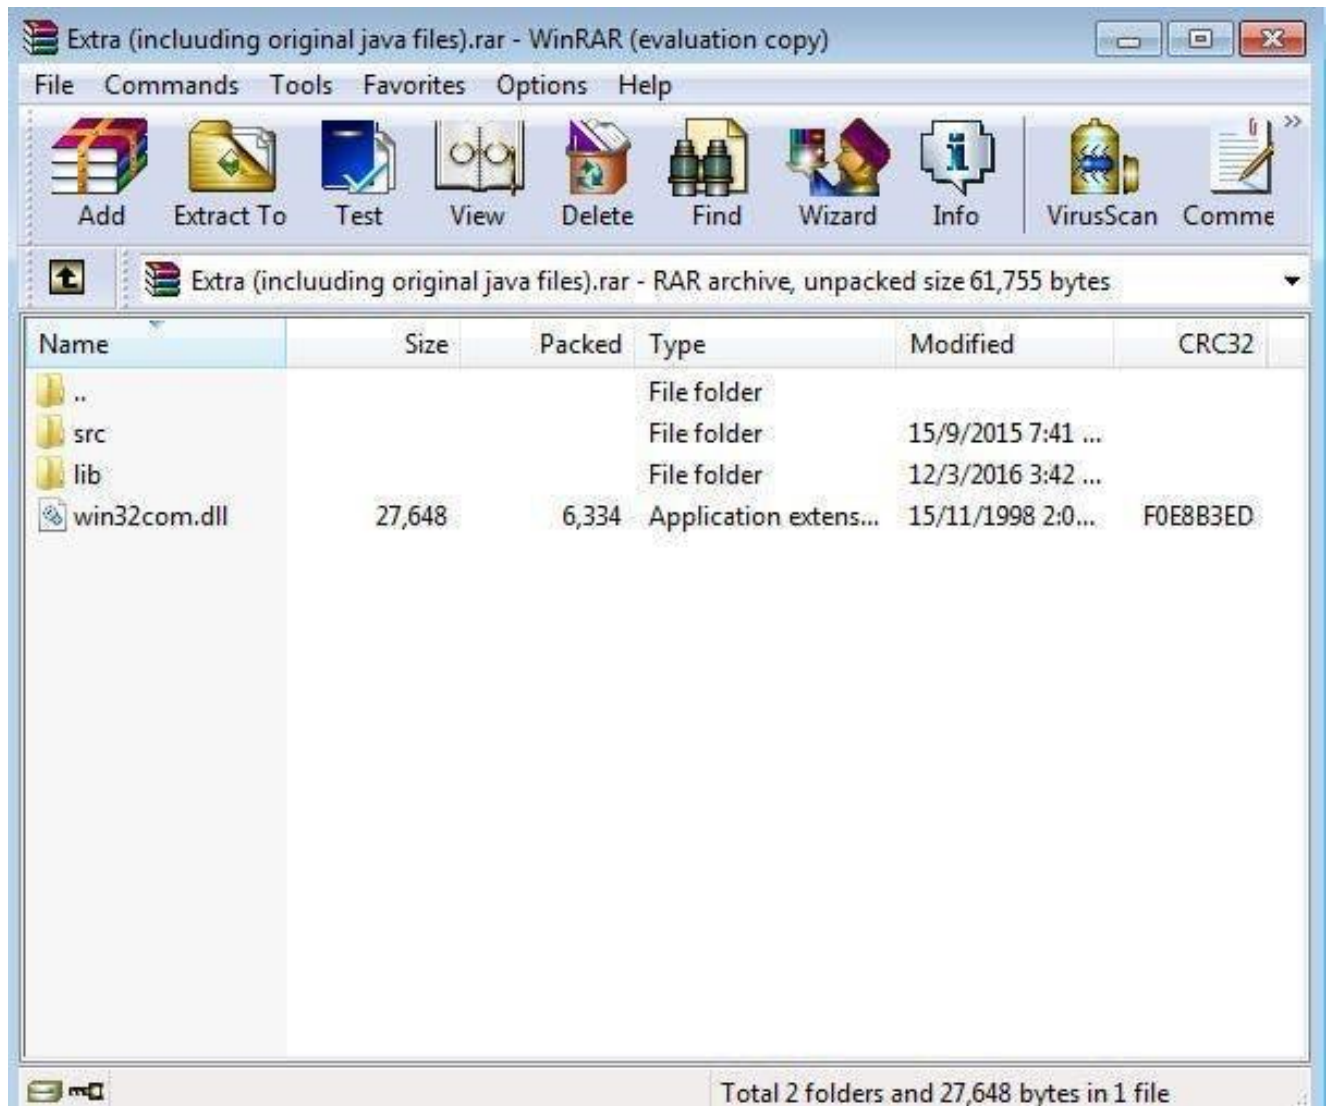 Extra (incluuding original java files).rar - WinRAR (evaluation copy)
File Commands Tools Favorites Options Help
Add Extract To Test View Delete Find Wizard Info VirusScan Comme
Extra (incluuding original java files).rar - RAR archive, unpacked size 61,755 bytes
Name Size Packed Type Modified CRC32
.. File folder
src File folder 15/9/2015 7:41 ...
lib File folder 12/3/2016 3:42 ...
win32com.dll 27,648 6,334 Application extens... 15/11/1998 2:0... F0E8B3ED
Total 2 folders and 27,648 bytes in 1 file